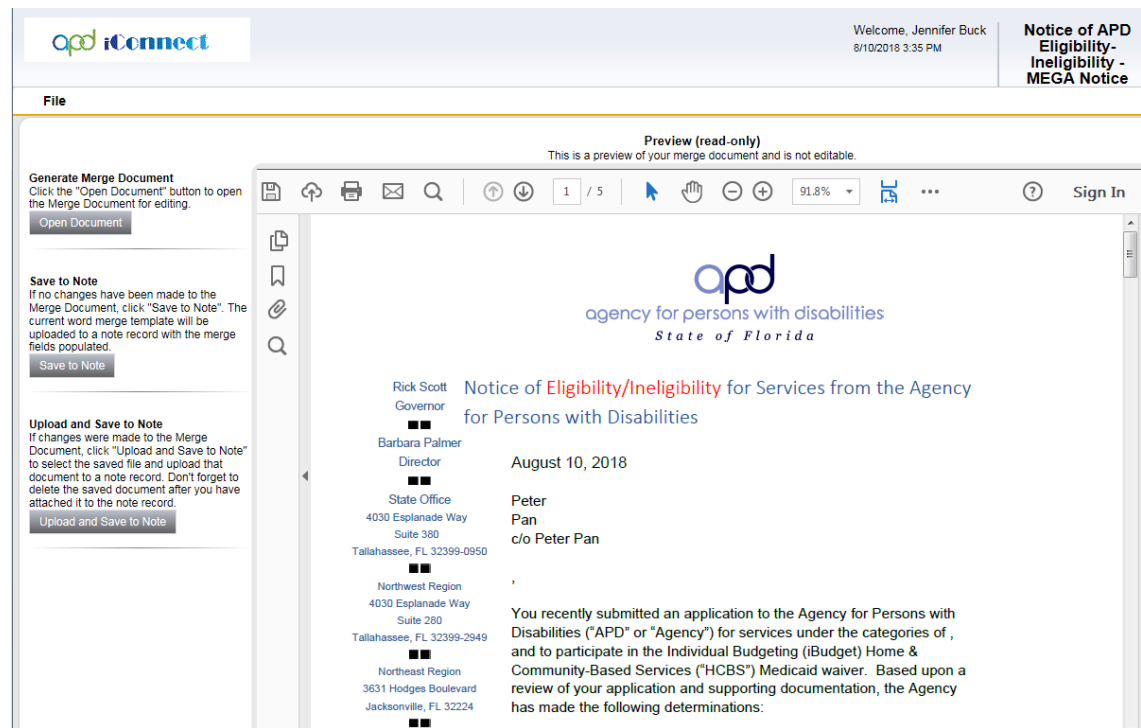 apd iConnect
Welcome, Jennifer Buck
8/10/2018 3:35 PM
Notice of APD
Eligibility-
Ineligibility -
MEGA Notice
File
Preview (read-only)
This is a preview of your merge document and is not editable.
Generate Merge Document
Click the "Open Document" button to open
the Merge Document for editing.
Open Document
Save to Note
If no changes have been made to the
Merge Document, click "Save to Note". The
current word merge template will be
uploaded to a note record with the merge
fields populated.
Save to Note
Upload and Save to Note
If changes were made to the Merge
Document, click "Upload and Save to Note"
to select the saved file and upload that
document to a note record. Don't forget to
delete the saved document after you have
attached it to the note record.
Upload and Save to Note
1 / 5
91.8%
Sign In
apd
agency for persons with disabilities
State of Florida
Rick Scott
Governor
Barbara Palmer
Director
State Office
4030 Esplanade Way
Suite 380
Tallahassee, FL 32399-0950
Northwest Region
4030 Esplanade Way
Suite 280
Tallahassee, FL 32399-2949
Northeast Region
3631 Hodges Boulevard
Jacksonville, FL 32224
Notice of Eligibility/Ineligibility for Services from the Agency
for Persons with Disabilities
August 10, 2018
Peter
Pan
c/o Peter Pan
,
You recently submitted an application to the Agency for Persons with
Disabilities ("APD" or "Agency") for services under the categories of ,
and to participate in the Individual Budgeting (iBudget) Home &
Community-Based Services ("HCBS") Medicaid waiver.  Based upon a
review of your application and supporting documentation, the Agency
has made the following determinations: